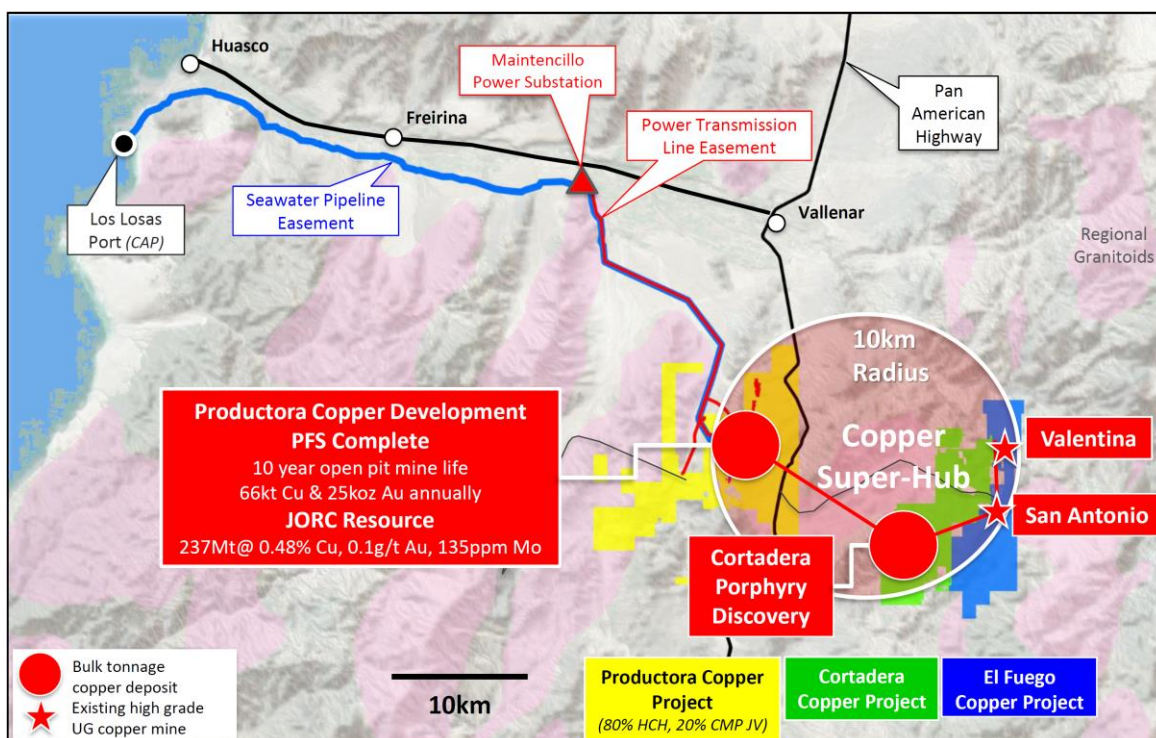 Huasco
Maintencillo
Power Substation
Pan
American
Highway
Freirina
Power Transmission
Line Easement
Seawater Pipeline
Easement
Los Losas
Port (CAP)
Vallenar
Regional
Granitoids
10km
Radius
Productora Copper Development
PFS Complete
10 year open pit mine life
66kt Cu & 25koz Au annually
JORC Resource
237Mt@ 0.48% Cu, 0.1g/t Au, 135ppm Mo
Copper
Super-Hub
Valentina
San Antonio
Cortadera
Porphyry
Discovery
Bulk tonnage
copper deposit
Existing high grade
UG copper mine
10km
Productora Copper
Project
(80% HCH, 20% CMP JV)
Cortadera
Copper Project
El Fuego
Copper Project